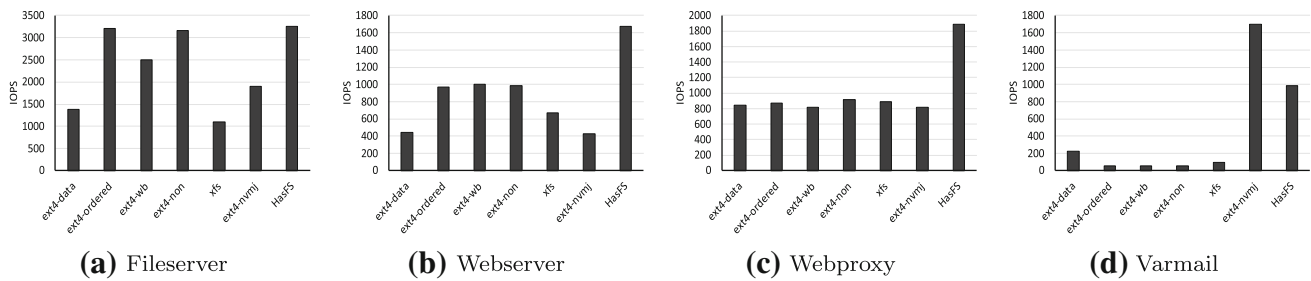 3500
3000
2500
2000
1500
1000
500
0
IOPS
ext4-data
ext4-ordered
ext4-wb
ext4-non
xfs
ext4-nvmj
HasFS
(a) Fileserver
1800
1600
1400
1200
1000
800
600
400
200
0
IOPS
ext4-data
ext4-ordered
ext4-wb
ext4-non
xfs
ext4-nvmj
HasFS
(b) Webserver
2000
1800
1600
1400
1200
1000
800
600
400
200
0
IOPS
ext4-data
ext4-ordered
ext4-wb
ext4-non
xfs
ext4-nvmj
HasFS
(c) Webproxy
1800
1600
1400
1200
1000
800
600
400
200
0
IOPS
ext4-data
ext4-ordered
ext4-wb
ext4-non
xfs
ext4-nvmj
HasFS
(d) Varmail